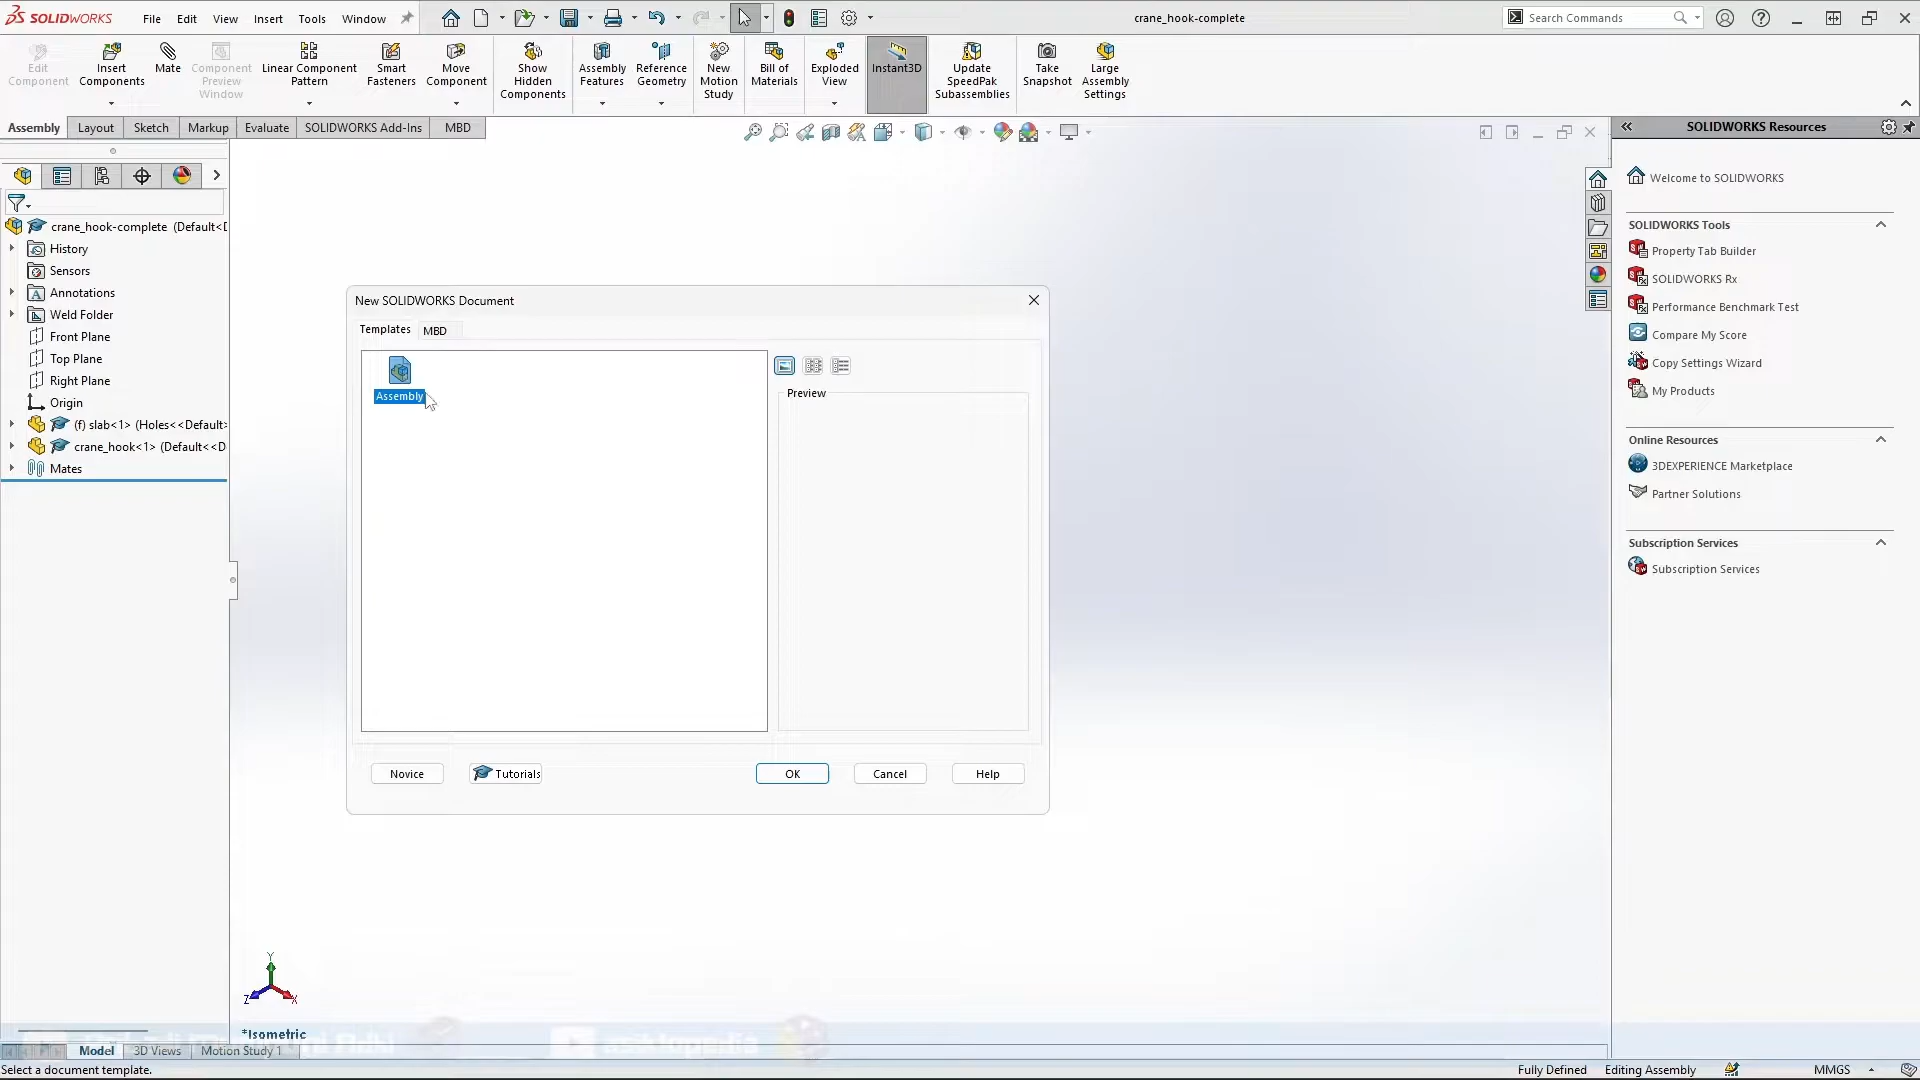 SOLIDWORKS File Edit View Insert Tools Window
crane_hook-complete
Search Commands
Edit Component
Insert Components
Mate
Component Preview Window
Linear Component Pattern
Smart Fasteners
Move Component
Show Hidden Components
Assembly Features
Reference Geometry
New Motion Study
Bill of Materials
Exploded View
Instant3D
Update SpeedPak Subassemblies
Take Snapshot
Large Assembly Settings
Assembly Layout Sketch Markup Evaluate SOLIDWORKS Add-Ins MBD
SOLIDWORKS Resources
crane_hook-complete (Default<D
History
Sensors
Annotations
Weld Folder
Front Plane
Top Plane
Right Plane
Origin
(f) slab<1> (Holes<<Default>
crane_hook<1> (Default<<D
Mates
New SOLIDWORKS Document
Templates MBD
Assembly
Preview
Novice Tutorials OK Cancel Help
Welcome to SOLIDWORKS
SOLIDWORKS Tools
Property Tab Builder
SOLIDWORKS Rx
Performance Benchmark Test
Compare My Score
Copy Settings Wizard
My Products
Online Resources
3DEXPERIENCE Marketplace
Partner Solutions
Subscription Services
Subscription Services
Y
Z X
*Isometric
Model 3D Views Motion Study 1
Select a document template.
Fully Defined Editing Assembly MMGS